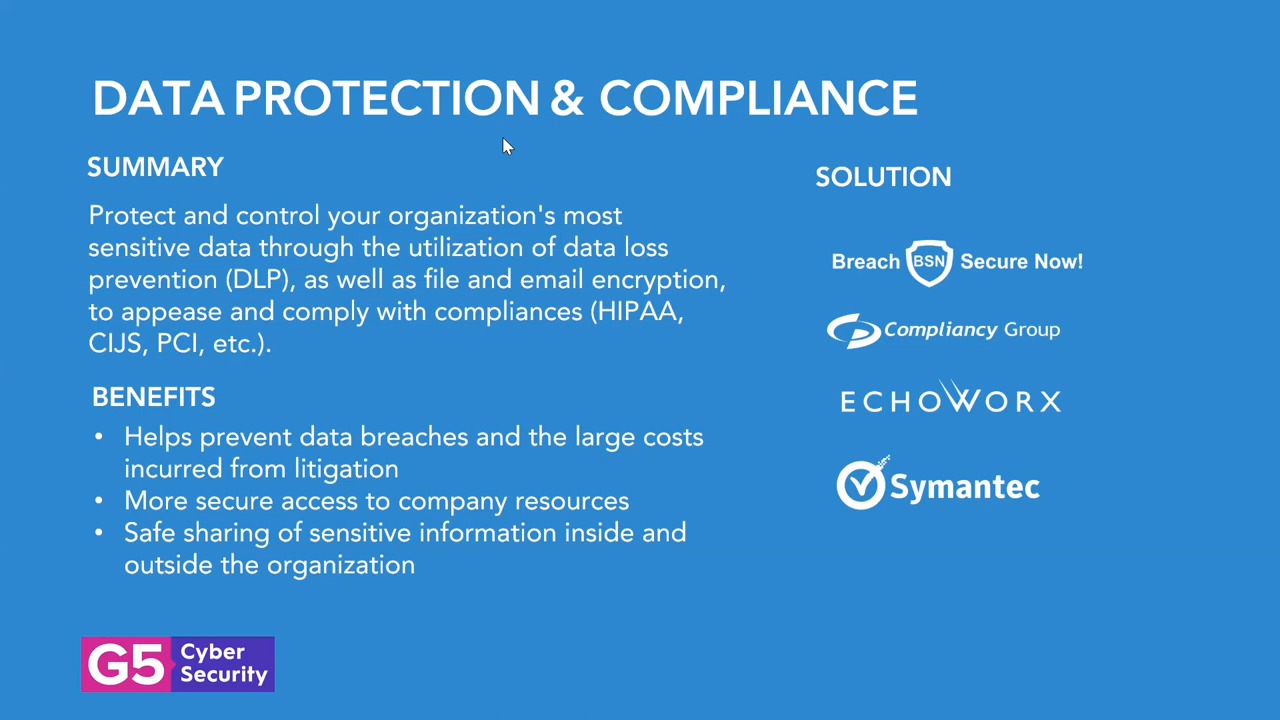 DATA PROTECTION & COMPLIANCE
SUMMARY
Protect and control your organization's most
sensitive data through the utilization of data loss
prevention (DLP), as well as file and email encryption,
to appease and comply with compliances (HIPAA,
CIJS, PCI, etc.).
BENEFITS
• Helps prevent data breaches and the large costs
incurred from litigation
• More secure access to company resources
• Safe sharing of sensitive information inside and
outside the organization
SOLUTION
Breach BSN Secure Now!
Compliancy Group
ECHOWORX
Symantec
G5 Cyber
Security